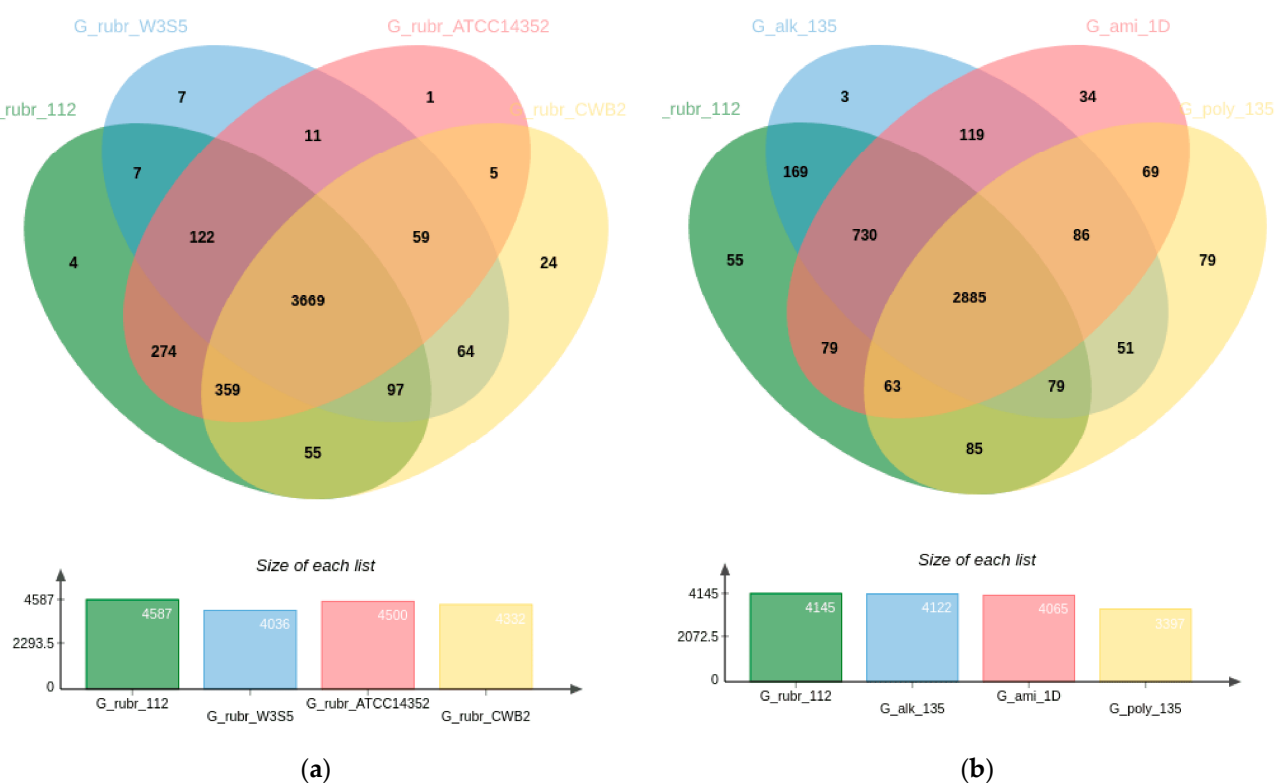 G_rubr_W3S5
G_rubr_ATCC14352
_rubr_112
G_rubr_CWB2
7
1
11
7
5
122
59
4
24
3669
274
64
359
97
55
Size of each list
4587
2293.5
0
4587
4036
4500
4332
G_rubr_112
G_rubr_W3S5
G_rubr_ATCC14352
G_rubr_CWB2
(a)
G_alk_135
G_ami_1D
_rubr_112
G_poly_135
3
34
119
169
69
730
86
55
79
2885
79
51
63
79
85
Size of each list
4145
2072.5
0
4145
4122
4065
3397
G_rubr_112
G_alk_135
G_ami_1D
G_poly_135
(b)